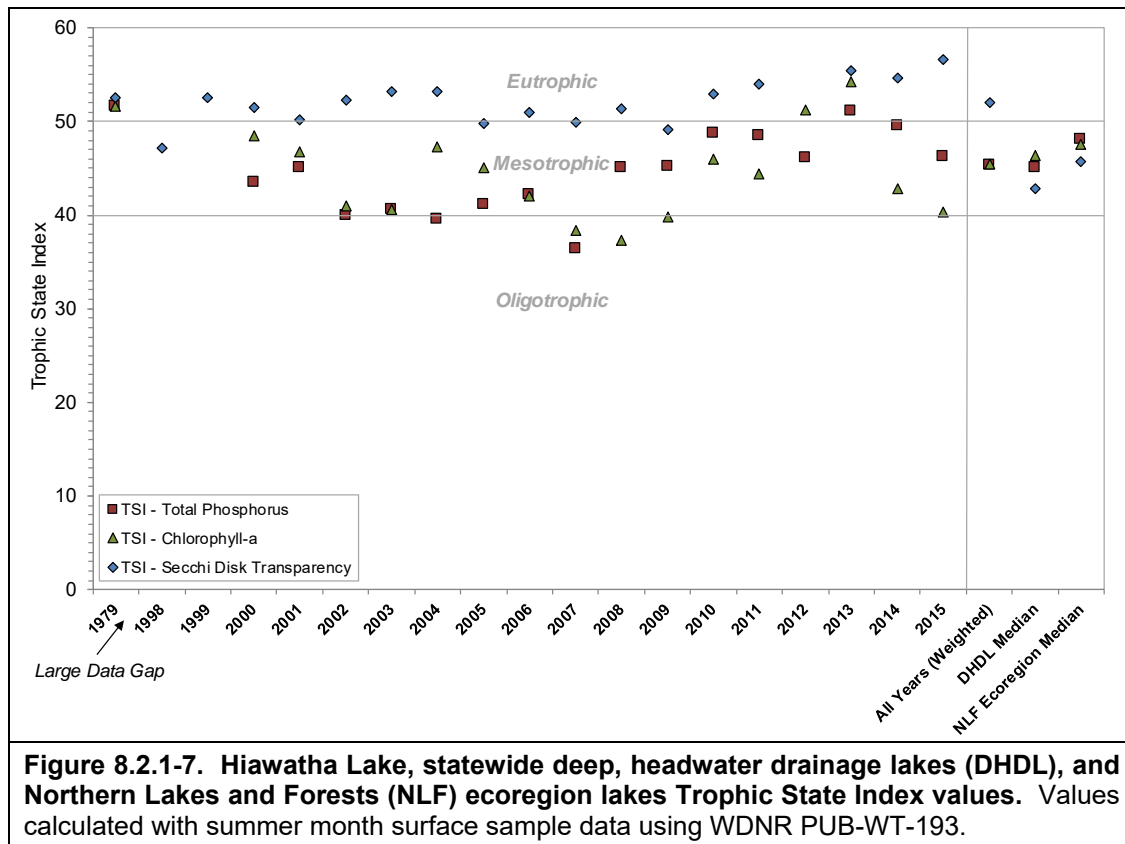 60
50
40
30
20
10
0
Trophic State Index
Eutrophic
Mesotrophic
Oligotrophic
TSI - Total Phosphorus
TSI - Chlorophyll-a
TSI - Secchi Disk Transparency
1979
1998
1999
2000
2001
2002
2003
2004
2005
2006
2007
2008
2009
2010
2011
2012
2013
2014
2015
All Years (Weighted)
DHDL Median
NLF Ecoregion Median
Large Data Gap
Figure 8.2.1-7. Hiawatha Lake, statewide deep, headwater drainage lakes (DHDL), and
Northern Lakes and Forests (NLF) ecoregion lakes Trophic State Index values. Values
calculated with summer month surface sample data using WDNR PUB-WT-193.